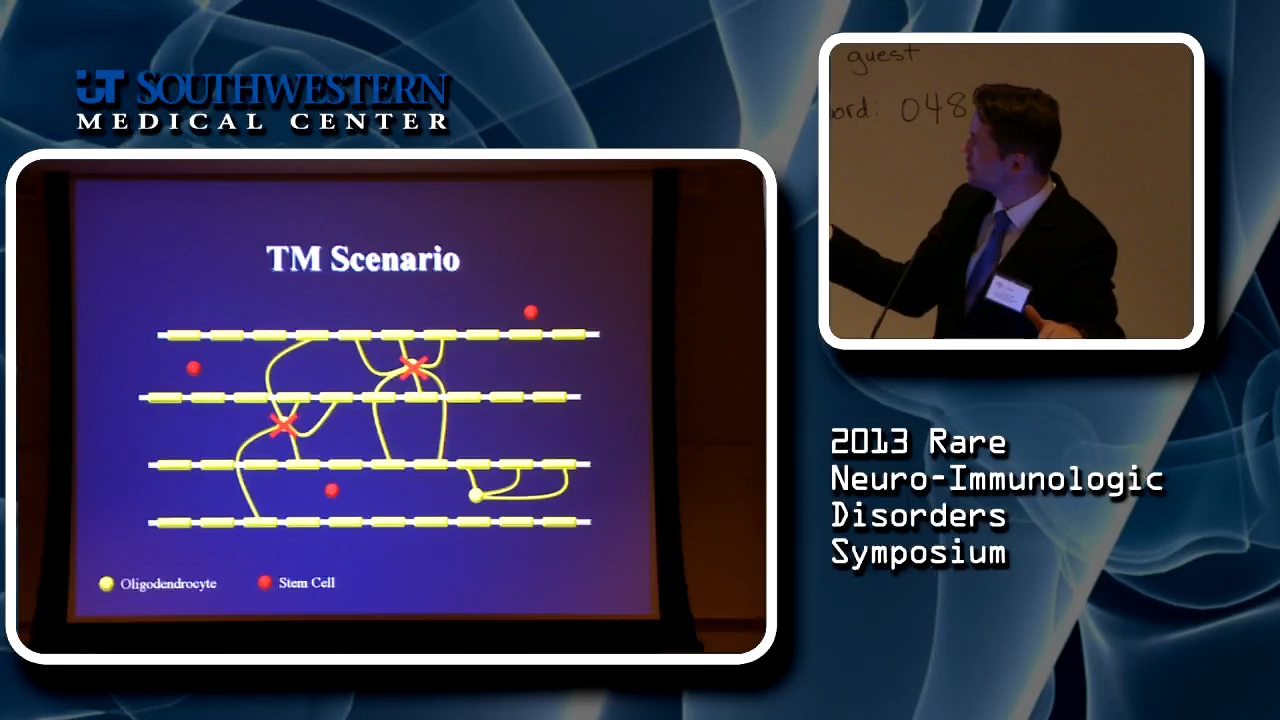 UT SOUTHWESTERN
MEDICAL CENTER
TM Scenario
Oligodendrocyte
Stem Cell
guest
ord: 048
2013 Rare
Neuro-Immunologic
Disorders
Symposium